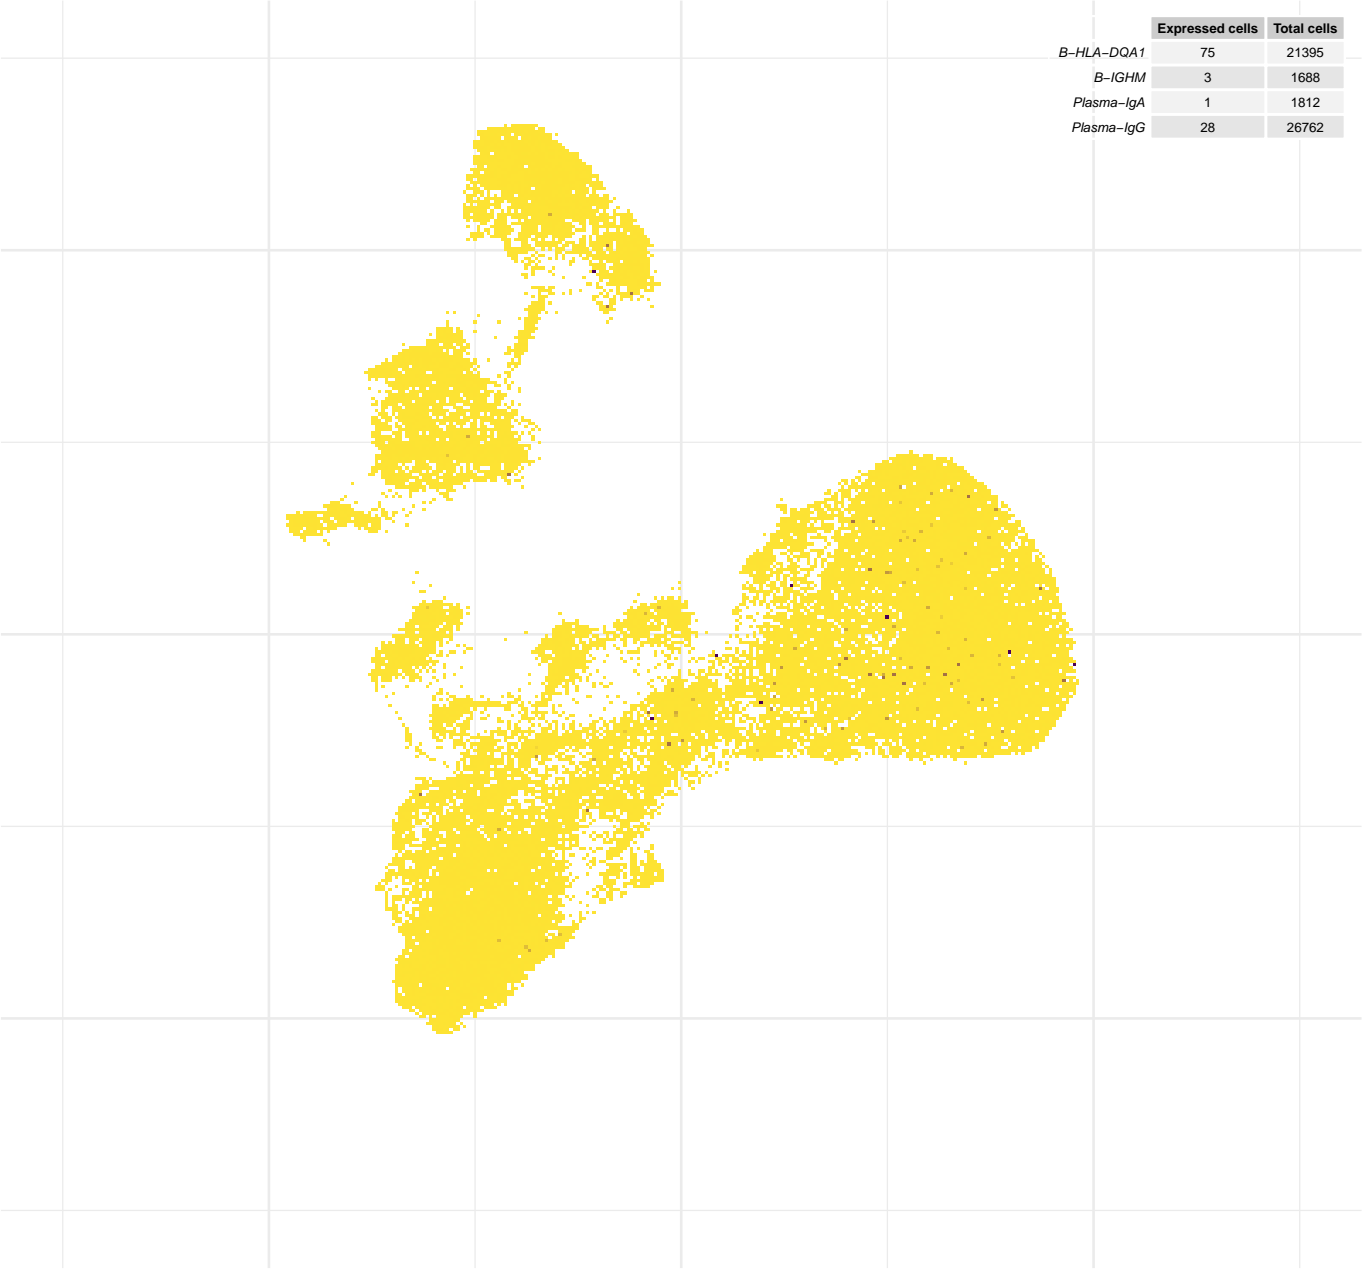 Expressed cells Total cells
B−HLA−DQA1 75 21395
B−IGHM 3 1688
Plasma−IgA 1 1812
Plasma−IgG 28 26762